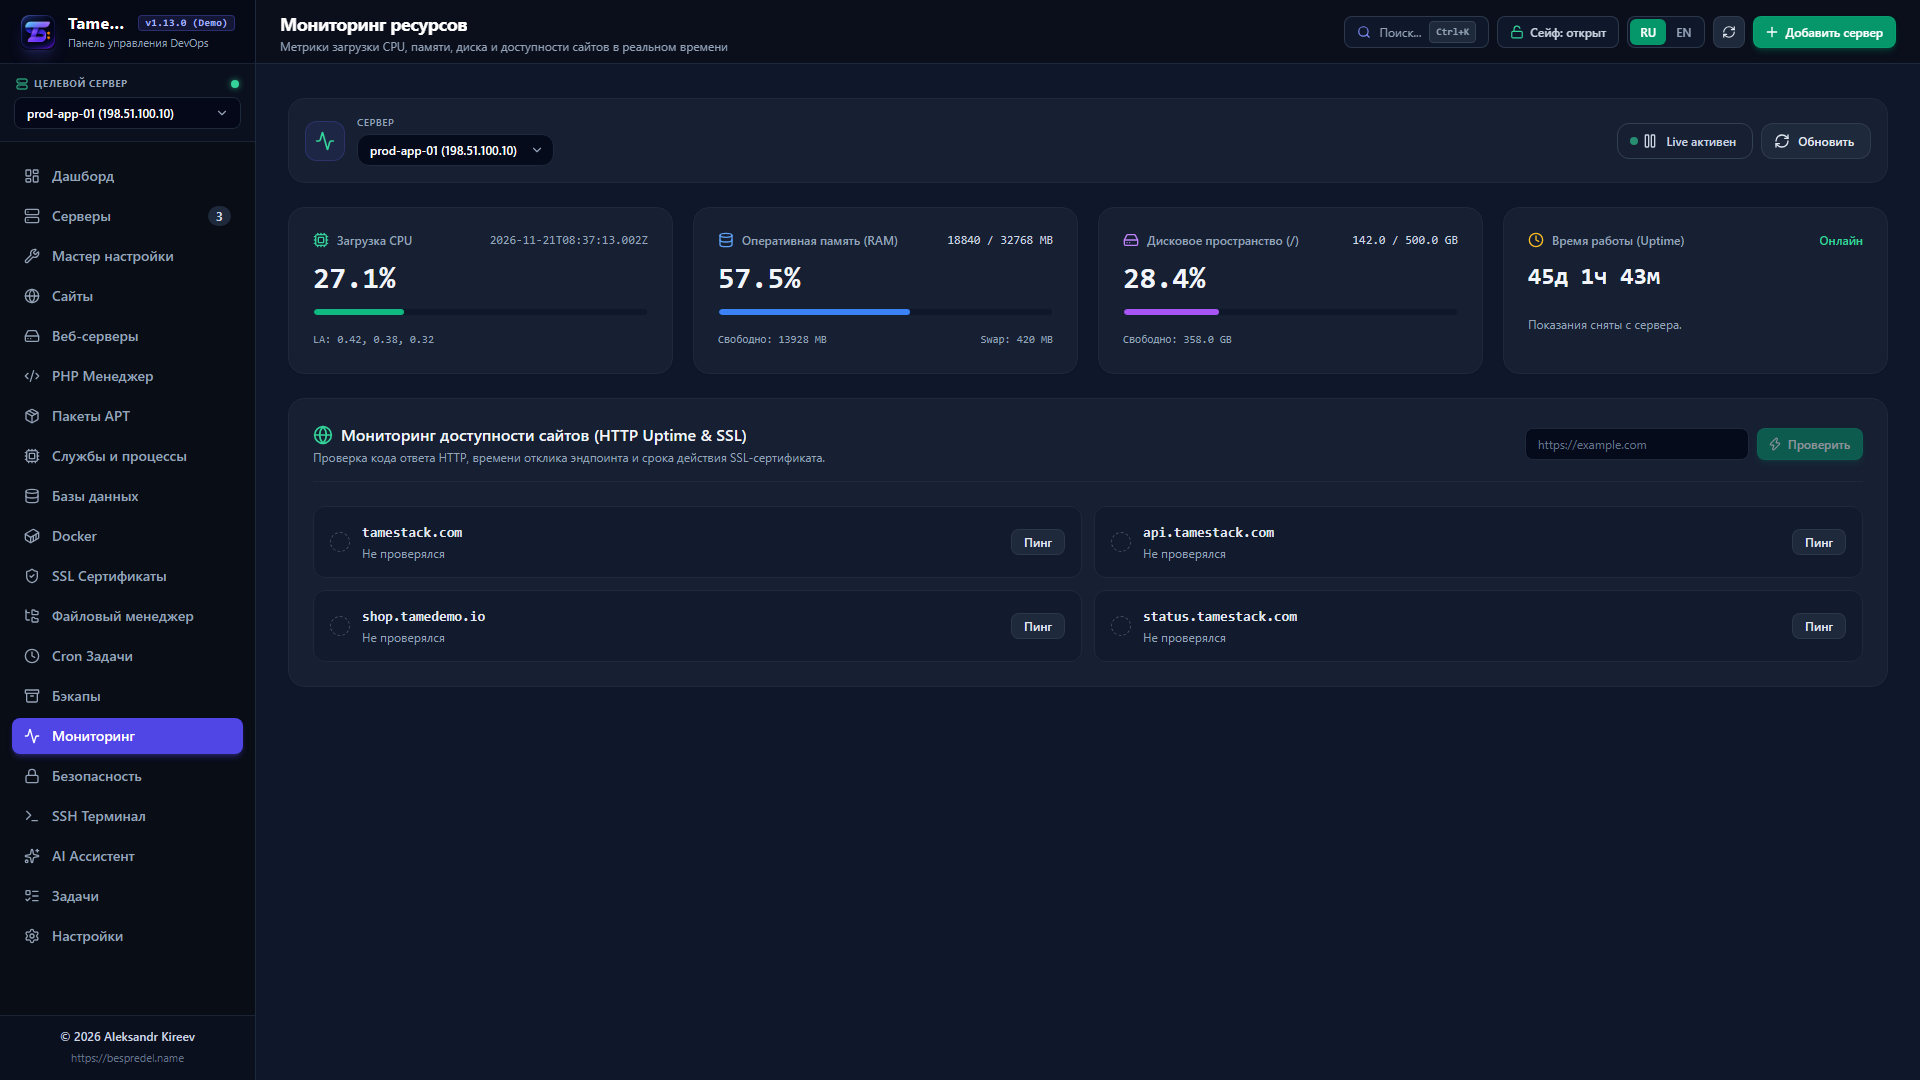 Tame...
v1.13.0 (Demo)
Панель управления DevOps
ЦЕЛЕВОЙ СЕРВЕР
prod-app-01 (198.51.100.10)
Дашборд
Серверы
3
Мастер настройки
Сайты
Веб-серверы
PHP Менеджер
Пакеты APT
Службы и процессы
Базы данных
Docker
SSL Сертификаты
Файловый менеджер
Cron Задачи
Бэкапы
Мониторинг
Безопасность
SSH Терминал
AI Ассистент
Задачи
Настройки
© 2026 Aleksandr Kireev
https://bespredel.name
Мониторинг ресурсов
Метрики загрузки CPU, памяти, диска и доступности сайтов в реальном времени
Поиск... Ctrl+K
Сейф: открыт
RU EN
Добавить сервер
СЕРВЕР
prod-app-01 (198.51.100.10)
Live активен
Обновить
Загрузка CPU 2026-11-21T08:37:13.002Z
27.1%
LA: 0.42, 0.38, 0.32
Оперативная память (RAM) 18840 / 32768 MB
57.5%
Свободно: 13928 MB Swap: 420 MB
Дисковое пространство (/) 142.0 / 500.0 GB
28.4%
Свободно: 358.0 GB
Время работы (Uptime) Онлайн
45д 1ч 43м
Показания сняты с сервера.
Мониторинг доступности сайтов (HTTP Uptime & SSL)
Проверка кода ответа HTTP, времени отклика эндпоинта и срока действия SSL-сертификата.
https://example.com
Проверить
tamestack.com
Не проверялся
Пинг
api.tamestack.com
Не проверялся
Пинг
shop.tamedemo.io
Не проверялся
Пинг
status.tamestack.com
Не проверялся
Пинг